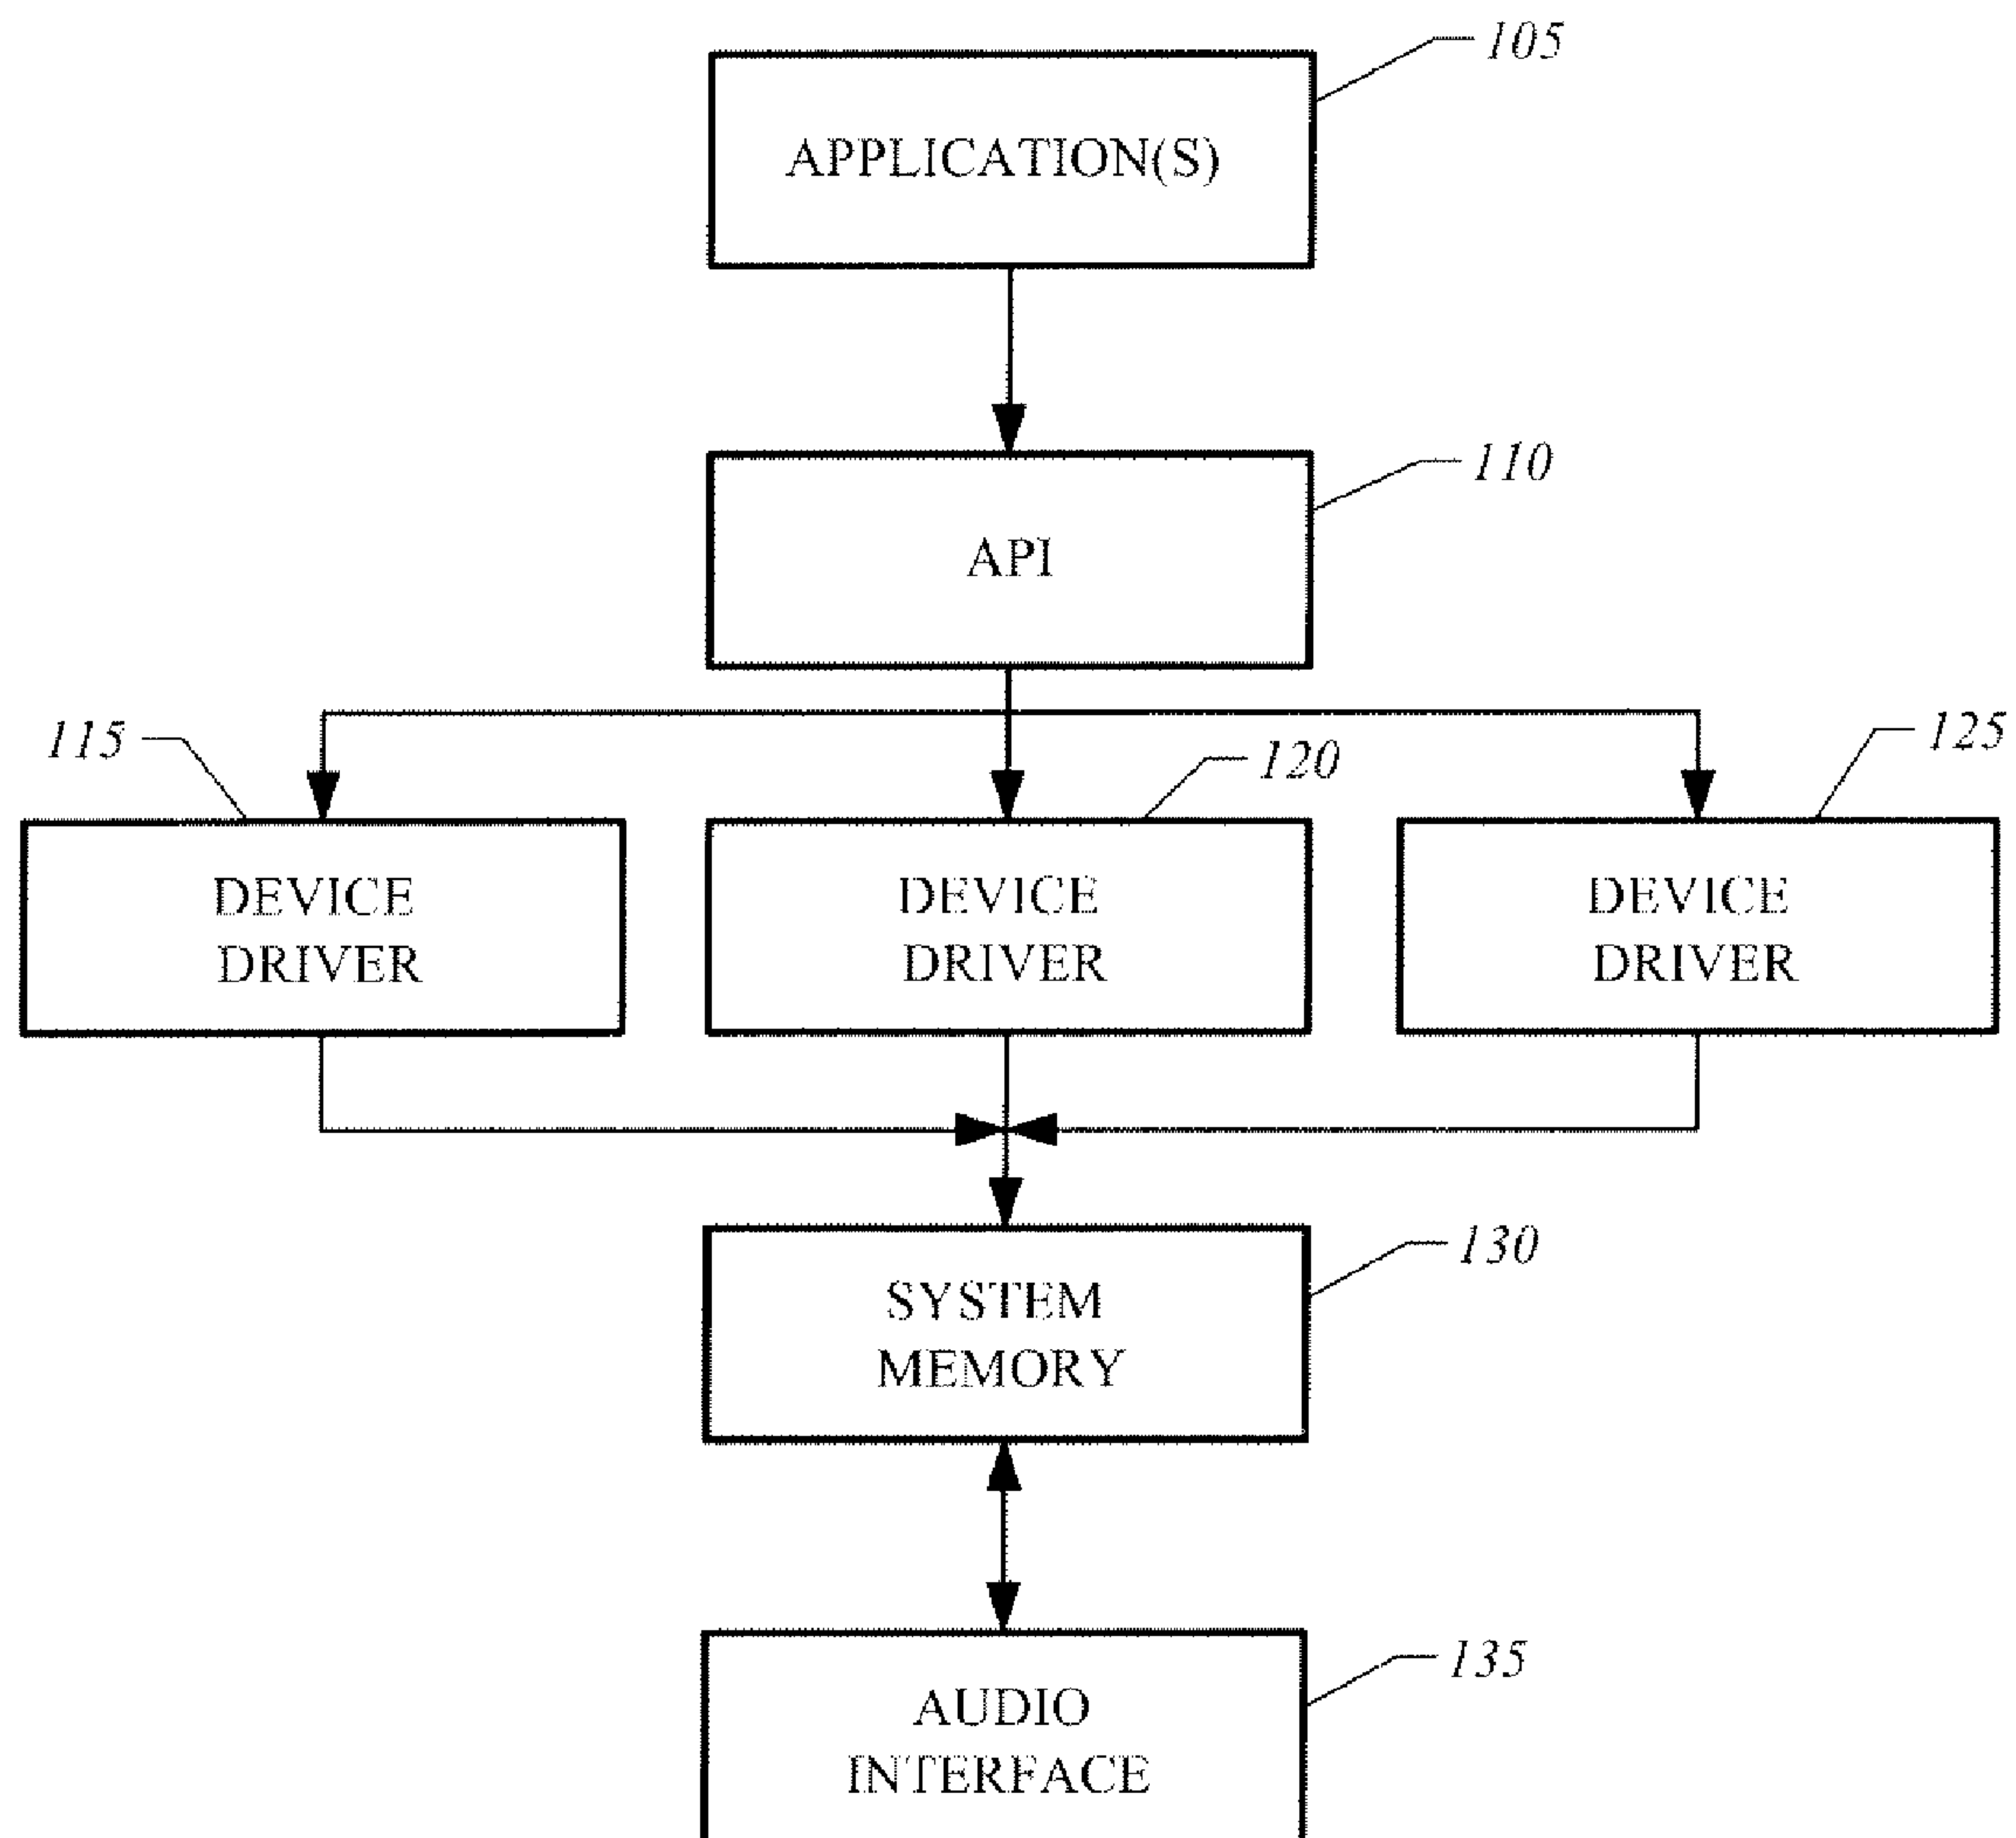 105
APPLICATION(S)
110
API
115
120
125
DEVICE
DRIVER
DEVICE
DRIVER
DEVICE
DRIVER
130
SYSTEM
MEMORY
135
AUDIO
INTERFACE